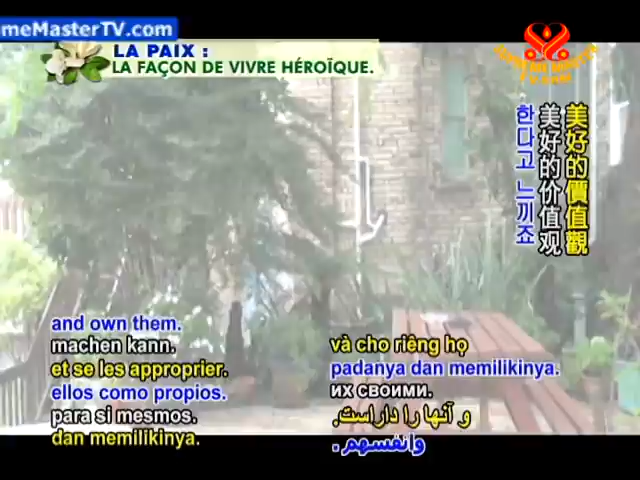 meMasterTV.com
LA PAIX :
LA FAÇON DE VIVRE HÉROÏQUE.
美好的價值觀
美好的价值观
한다고 느끼죠
and own them.
machen kann.
et se les approprier.
ellos como propios.
para si mesmos.
dan memilikinya.
và cho riêng họ
padanya dan memilikinya.
их своими.
و آنها را داراست.
وانفسهم.